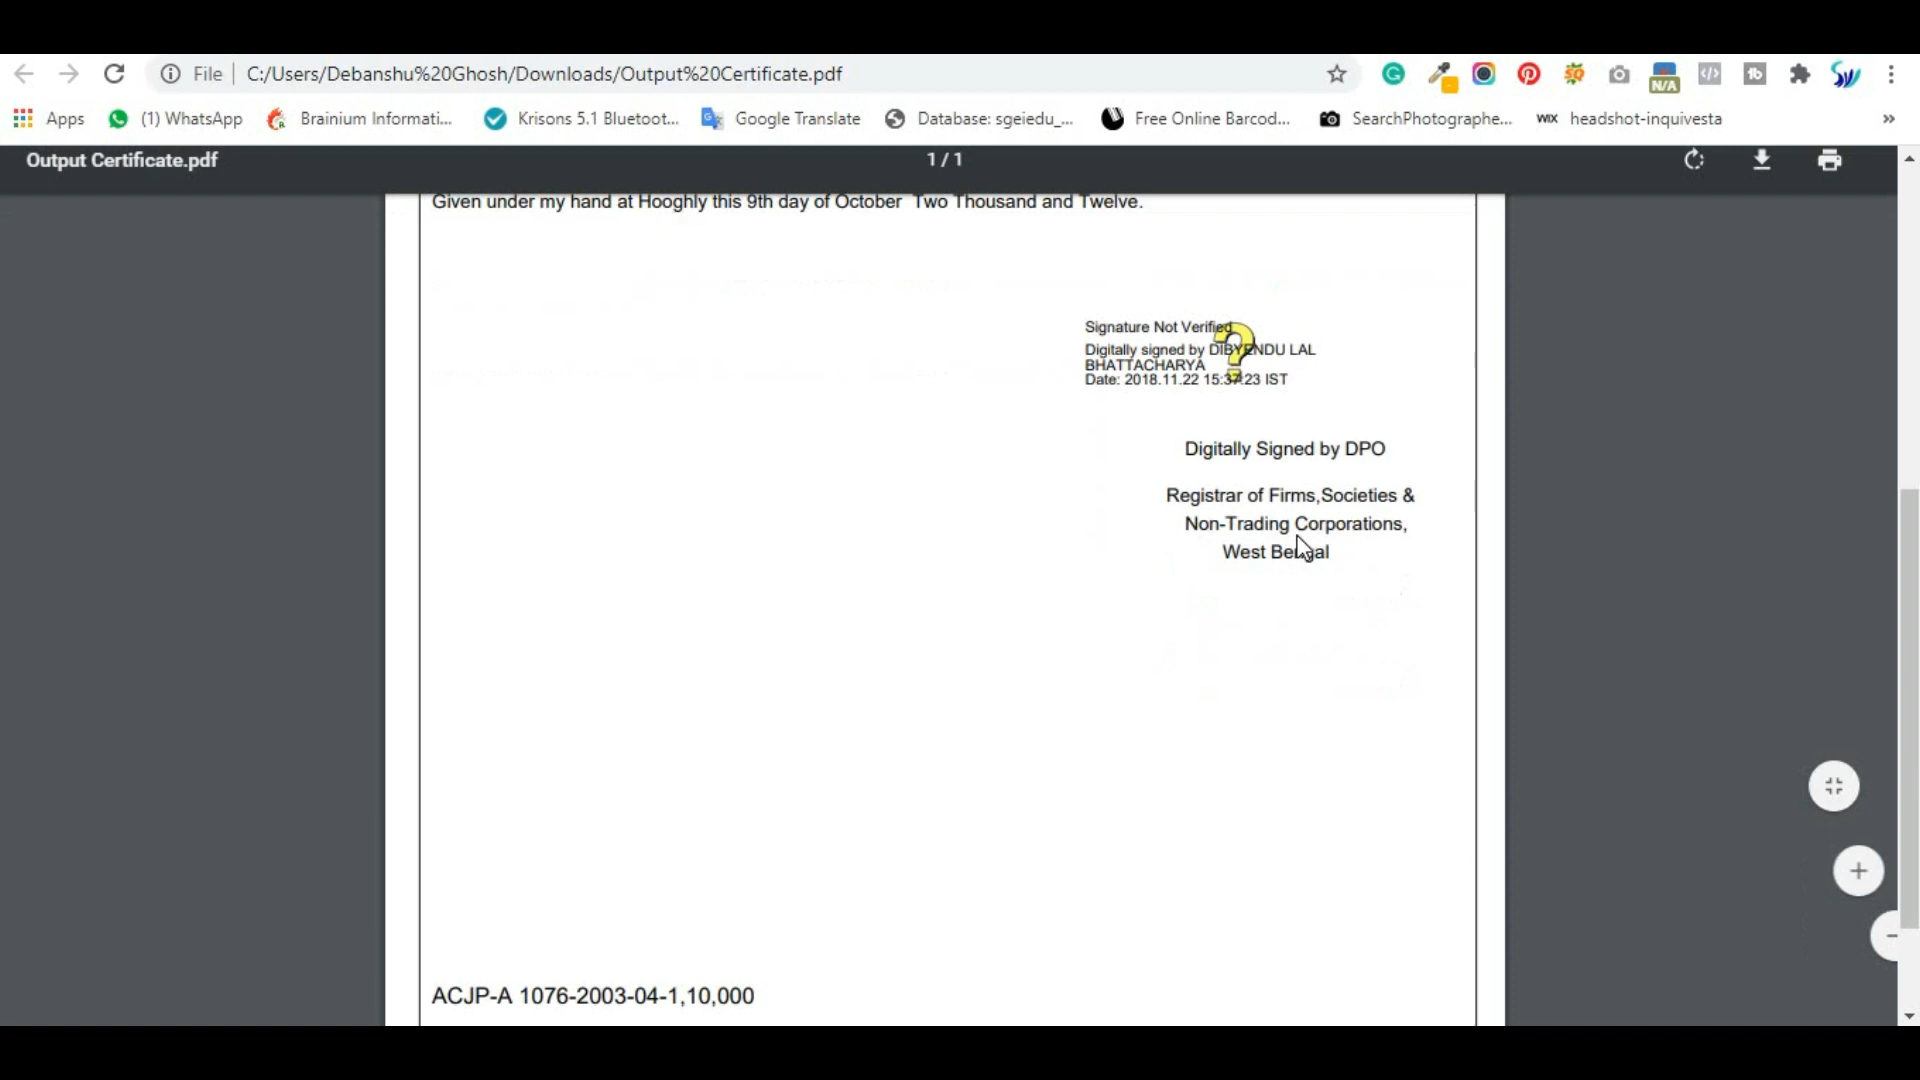 File C:/Users/Debanshu%20Ghosh/Downloads/Output%20Certificate.pdf
N/A
Apps (1) WhatsApp Brainium Informati... Krisons 5.1 Bluetoot... Google Translate Database: sgeiedu_... Free Online Barcod... SearchPhotographe... WIX headshot-inquivesta »
Output Certificate.pdf 1 / 1
Given under my hand at Hooghly this 9th day of October Two Thousand and Twelve.
Signature Not Verified
Digitally signed by DIBYENDU LAL
BHATTACHARYA
Date: 2018.11.22 15:37:23 IST
Digitally Signed by DPO
Registrar of Firms,Societies &
Non-Trading Corporations,
West Bengal
ACJP-A 1076-2003-04-1,10,000